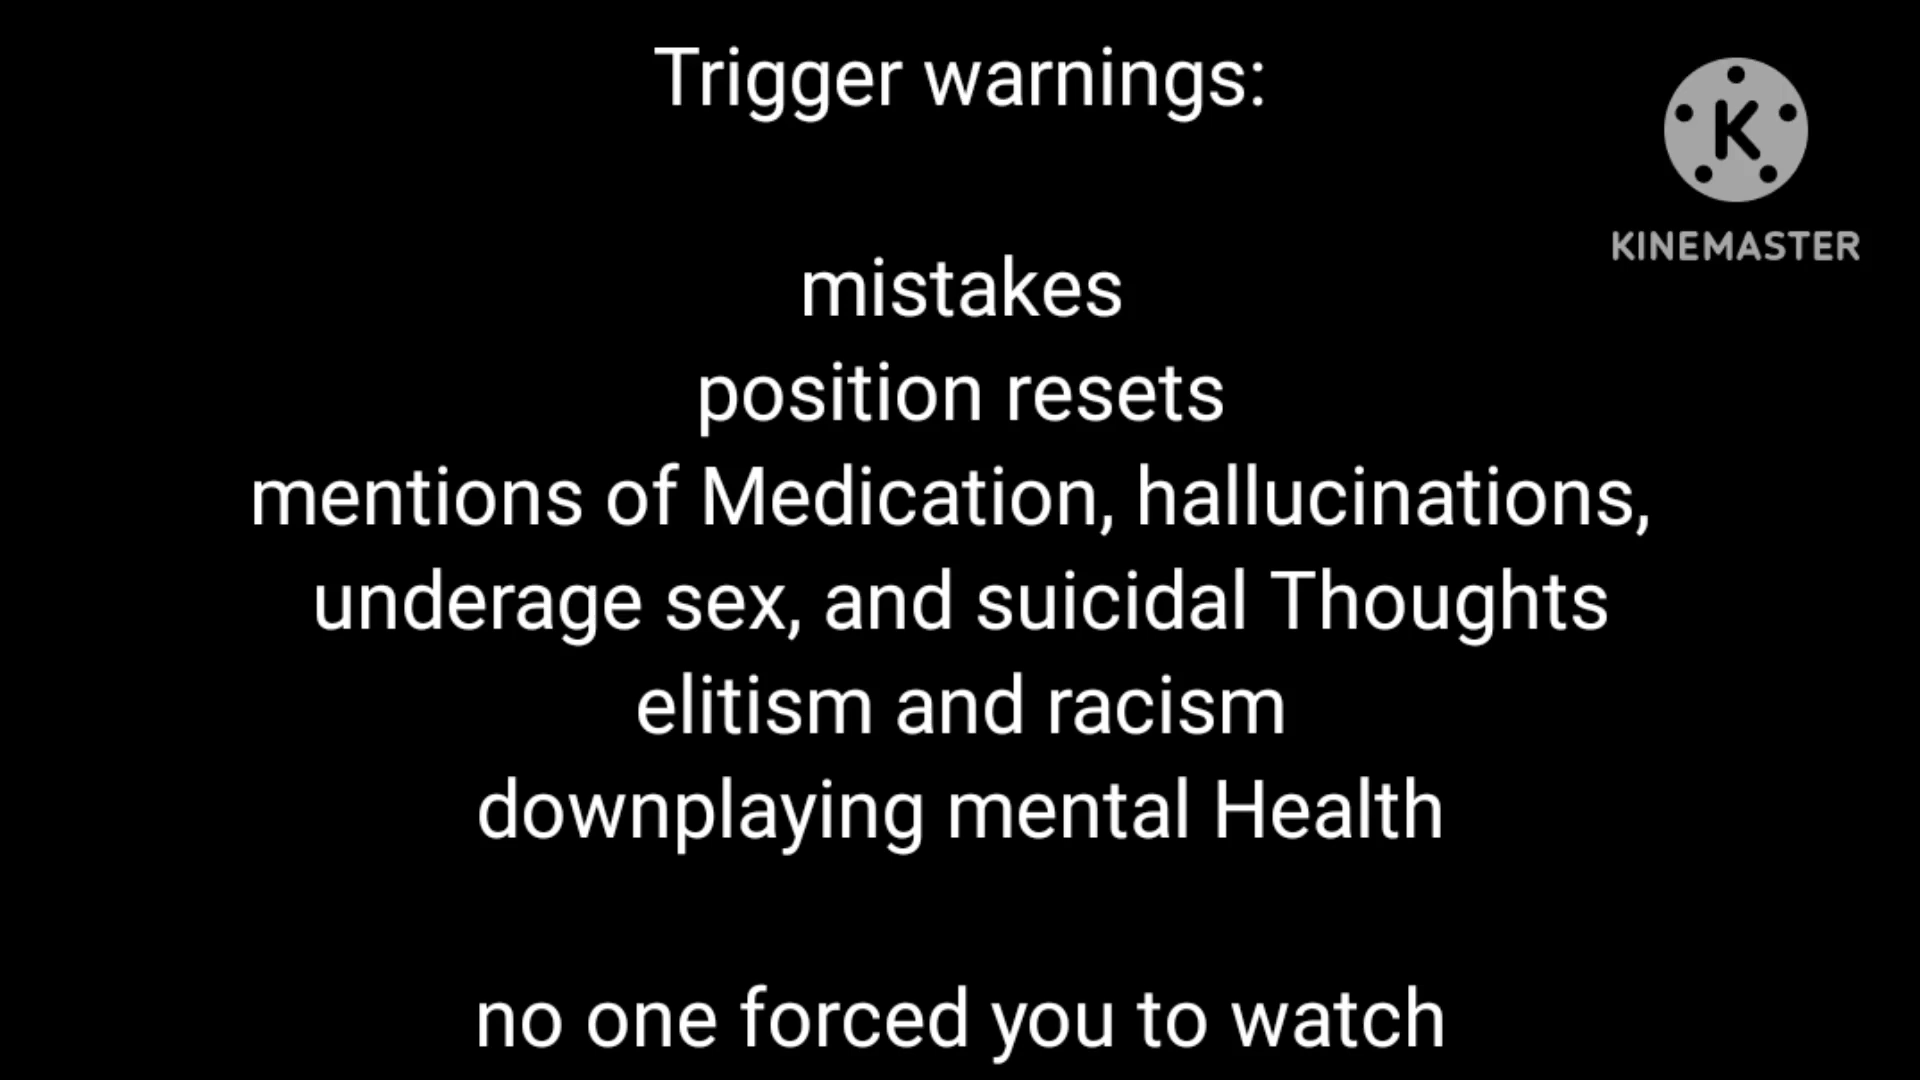 Trigger warnings:
KINEMASTER
mistakes
position resets
mentions of Medication, hallucinations,
underage sex, and suicidal Thoughts
elitism and racism
downplaying mental Health
no one forced you to watch